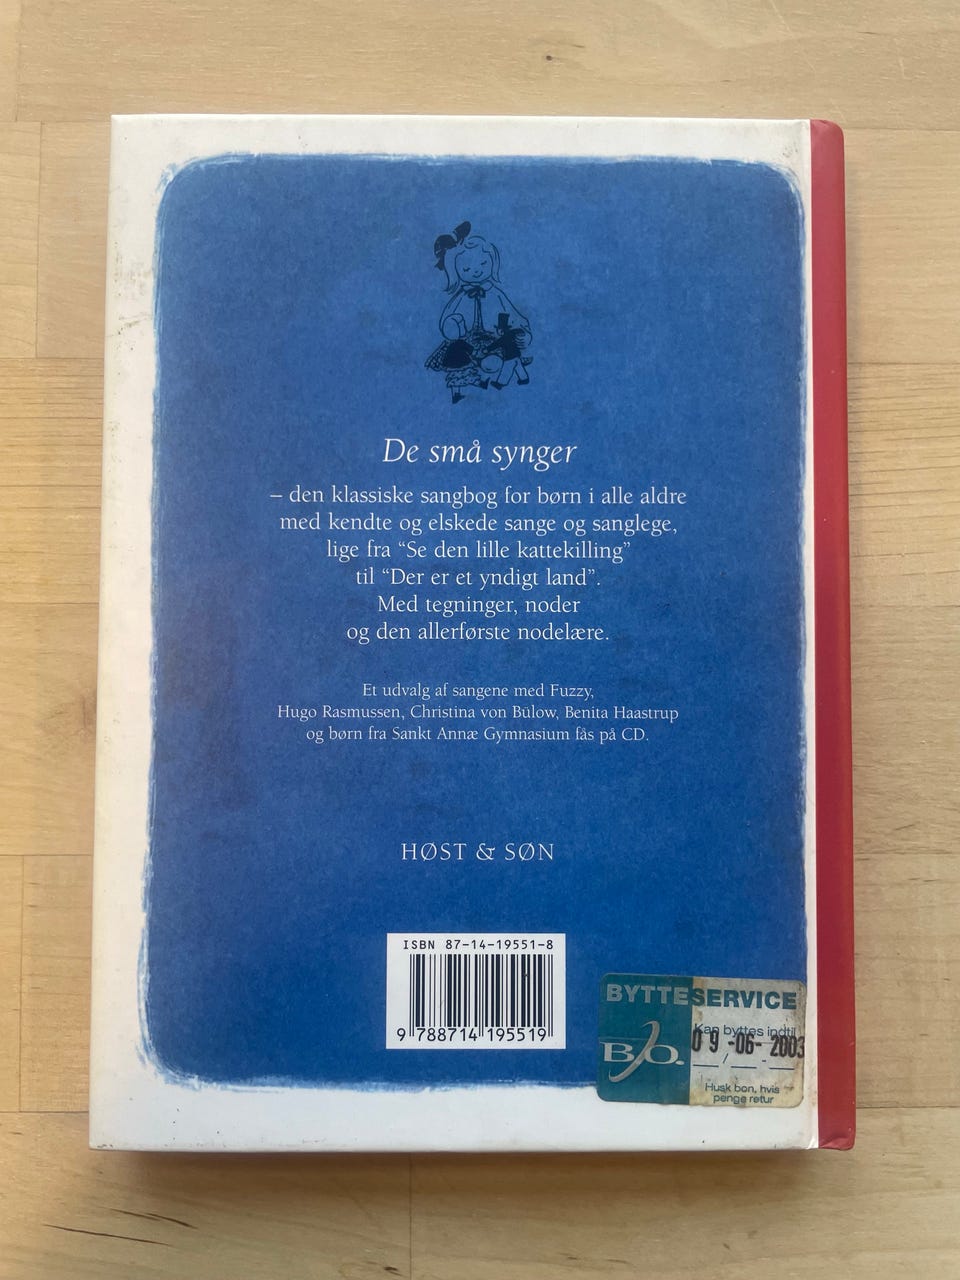 De små synger
– den klassiske sangbog for børn i alle aldre
med kendte og elskede sange og sanglege,
lige fra “Se den lille kattekilling”
til “Der er et yndigt land”.
Med tegninger, noder
og den allerførste nodelære.
Et udvalg af sangene med Fuzzy,
Hugo Rasmussen, Christina von Bülow, Benita Haastrup
og børn fra Sankt Annæ Gymnasium fås på CD.
HØST & SØN
ISBN 87-14-19551-8
9 788714 195519
BYTTESERVICE
Kan byttes indtil
09-06-2003
B.O.
Husk bon, hvis
penge retur